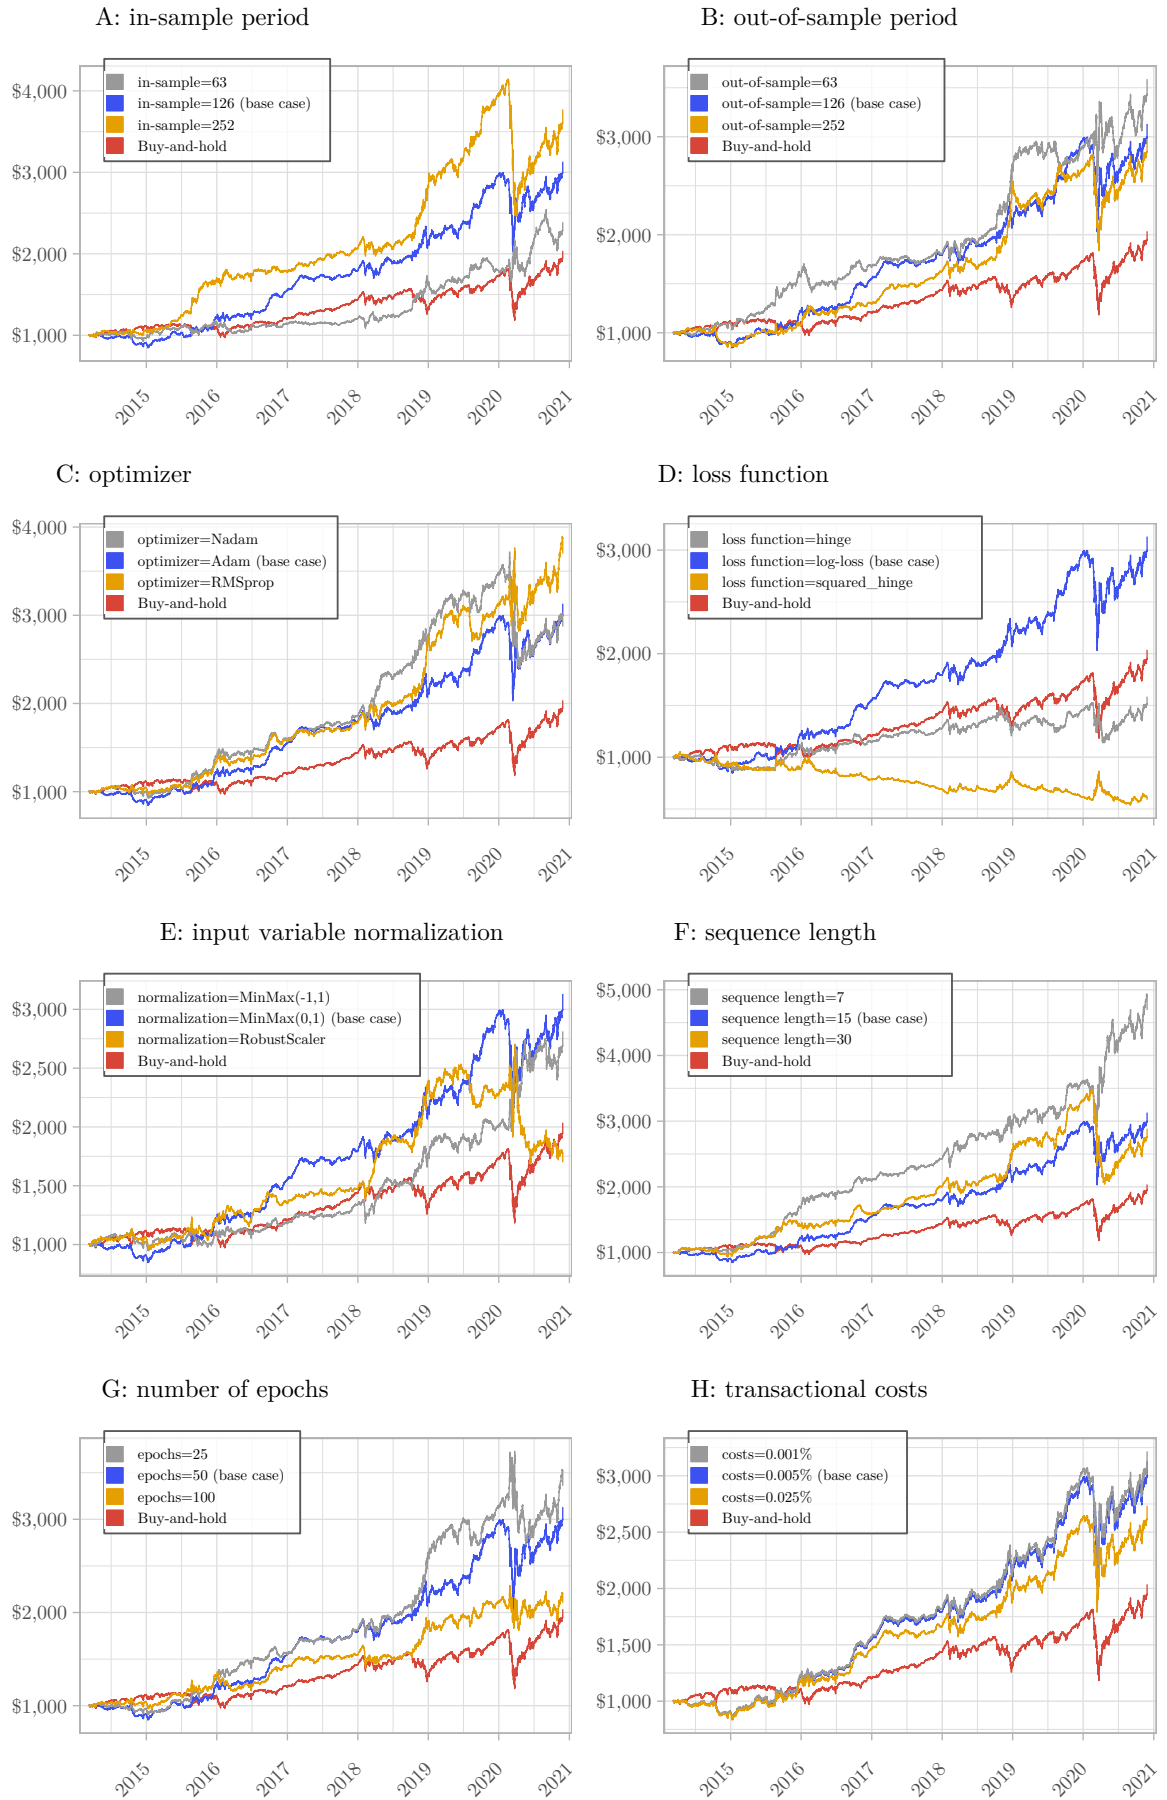 A: in-sample period
in-sample=63
in-sample=126 (base case)
in-sample=252
Buy-and-hold
$4,000
$3,000
$2,000
$1,000
2015
2016
2017
2018
2019
2020
2021
B: out-of-sample period
out-of-sample=63
out-of-sample=126 (base case)
out-of-sample=252
Buy-and-hold
$3,000
$2,000
$1,000
2015
2016
2017
2018
2019
2020
2021
C: optimizer
optimizer=Nadam
optimizer=Adam (base case)
optimizer=RMSprop
Buy-and-hold
$4,000
$3,000
$2,000
$1,000
2015
2016
2017
2018
2019
2020
2021
D: loss function
loss function=hinge
loss function=log-loss (base case)
loss function=squared_hinge
Buy-and-hold
$3,000
$2,000
$1,000
2015
2016
2017
2018
2019
2020
2021
E: input variable normalization
normalization=MinMax(-1,1)
normalization=MinMax(0,1) (base case)
normalization=RobustScaler
Buy-and-hold
$3,000
$2,500
$2,000
$1,500
$1,000
2015
2016
2017
2018
2019
2020
2021
F: sequence length
sequence length=7
sequence length=15 (base case)
sequence length=30
Buy-and-hold
$5,000
$4,000
$3,000
$2,000
$1,000
2015
2016
2017
2018
2019
2020
2021
G: number of epochs
epochs=25
epochs=50 (base case)
epochs=100
Buy-and-hold
$3,000
$2,000
$1,000
2015
2016
2017
2018
2019
2020
2021
H: transactional costs
costs=0.001%
costs=0.005% (base case)
costs=0.025%
Buy-and-hold
$3,000
$2,500
$2,000
$1,500
$1,000
2015
2016
2017
2018
2019
2020
2021